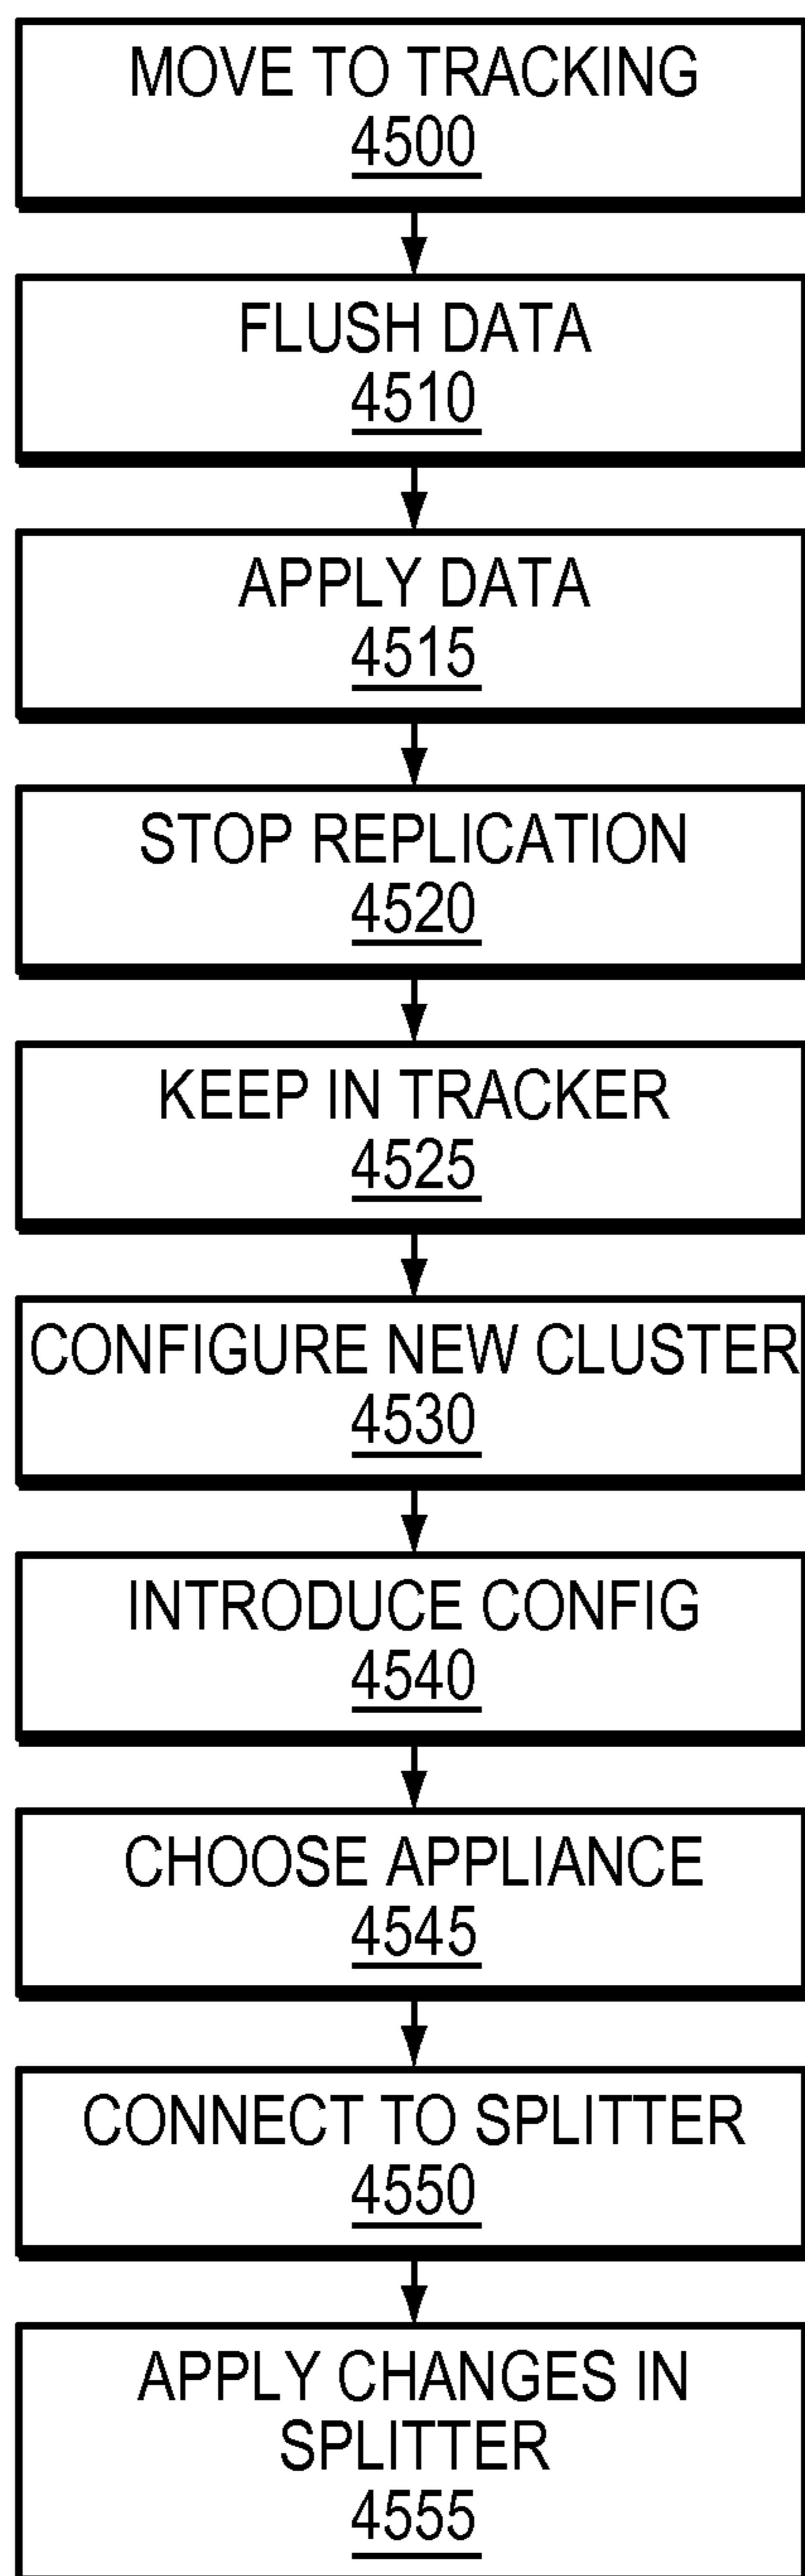 MOVE TO TRACKING
4500
FLUSH DATA
4510
APPLY DATA
4515
STOP REPLICATION
4520
KEEP IN TRACKER
4525
CONFIGURE NEW CLUSTER
4530
INTRODUCE CONFIG
4540
CHOOSE APPLIANCE
4545
CONNECT TO SPLITTER
4550
APPLY CHANGES IN
SPLITTER
4555